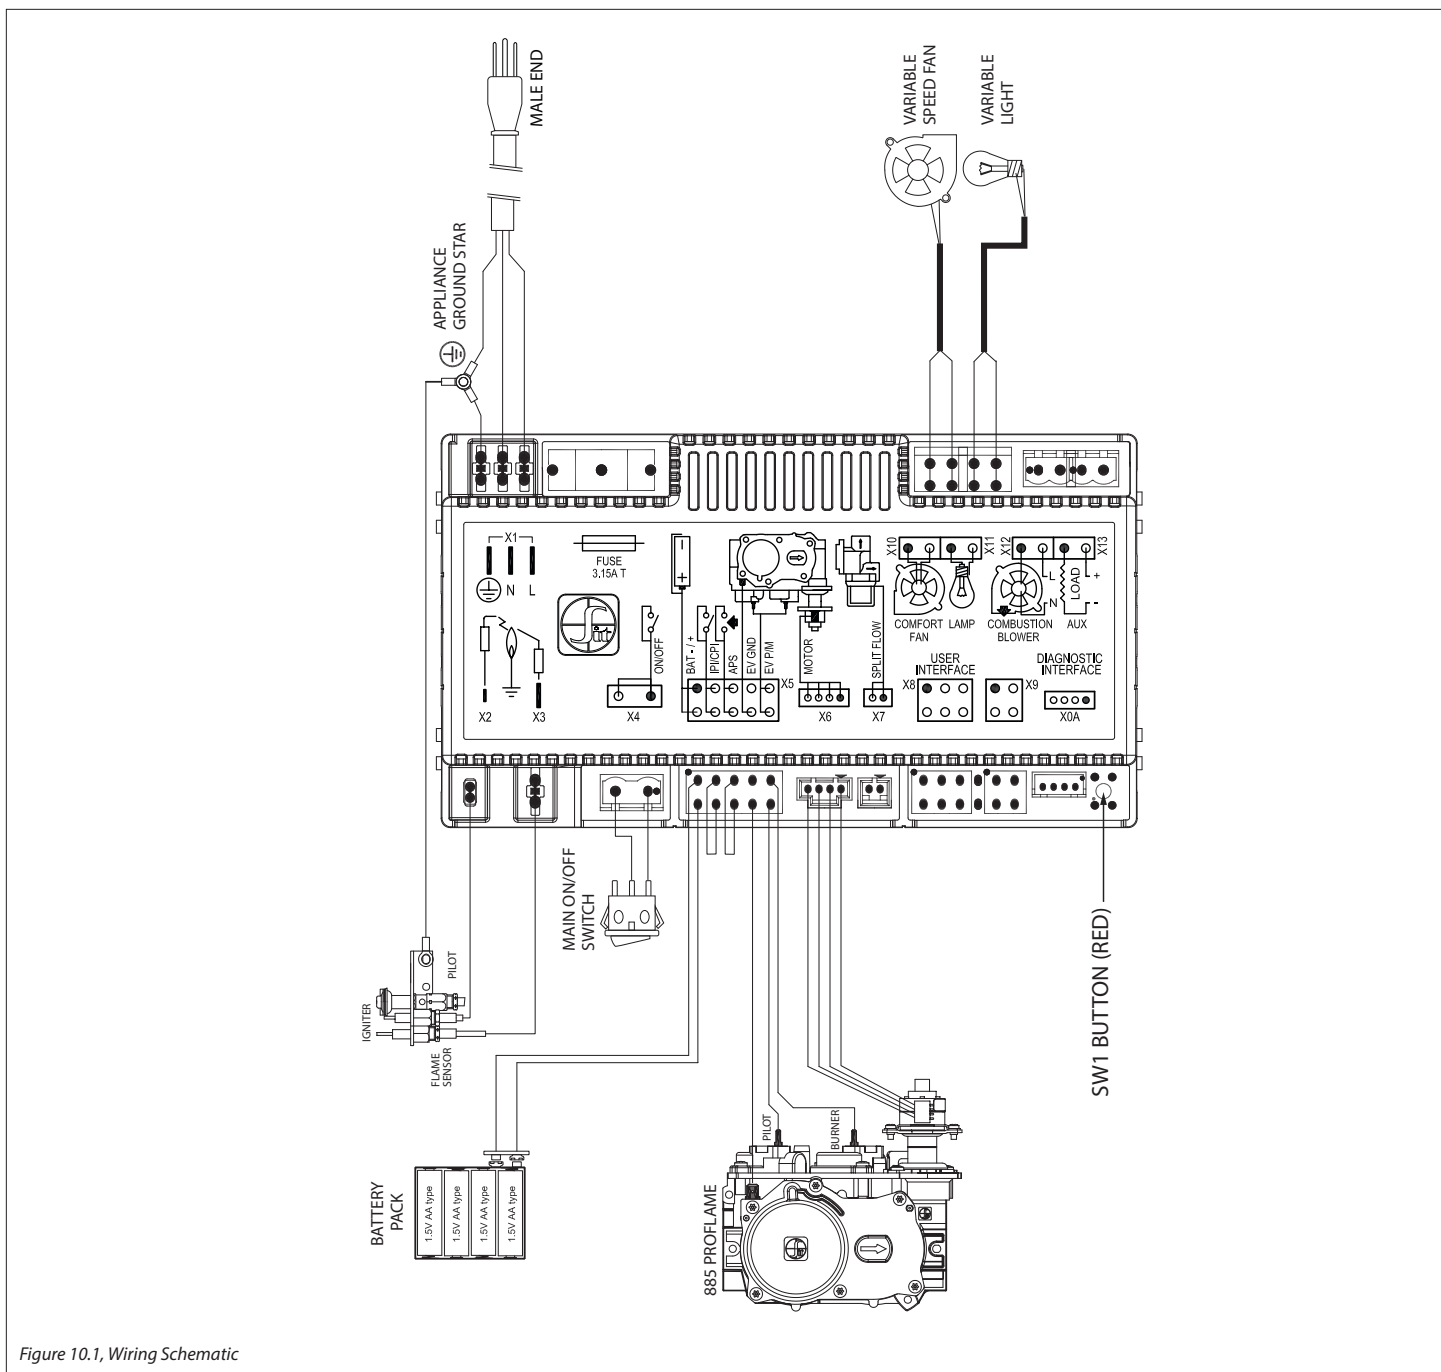 MALE END
VARIABLE
SPEED FAN
VARIABLE
LIGHT
APPLIANCE
GROUND STAR
X1
N
L
FUSE
3,15A T
Sit
X2
X3
ON/OFF
X4
BAT - / +
IPI/CPI
APS
EV GND
EV P/M
X5
MOTOR
X6
SPLIT FLOW
X7
X10
X11
X12
X13
COMFORT
FAN
LAMP
L
N
COMBUSTION
BLOWER
LOAD
+
-
AUX
USER
INTERFACE
X8
X9
DIAGNOSTIC
INTERFACE
X0A
MAIN ON/OFF
SWITCH
SW1 BUTTON (RED)
IGNITER
PILOT
FLAME
SENSOR
BATTERY
PACK
1.5V AA type
1.5V AA type
1.5V AA type
1.5V AA type
PILOT
BURNER
885 PROFLAME
Figure 10.1, Wiring Schematic